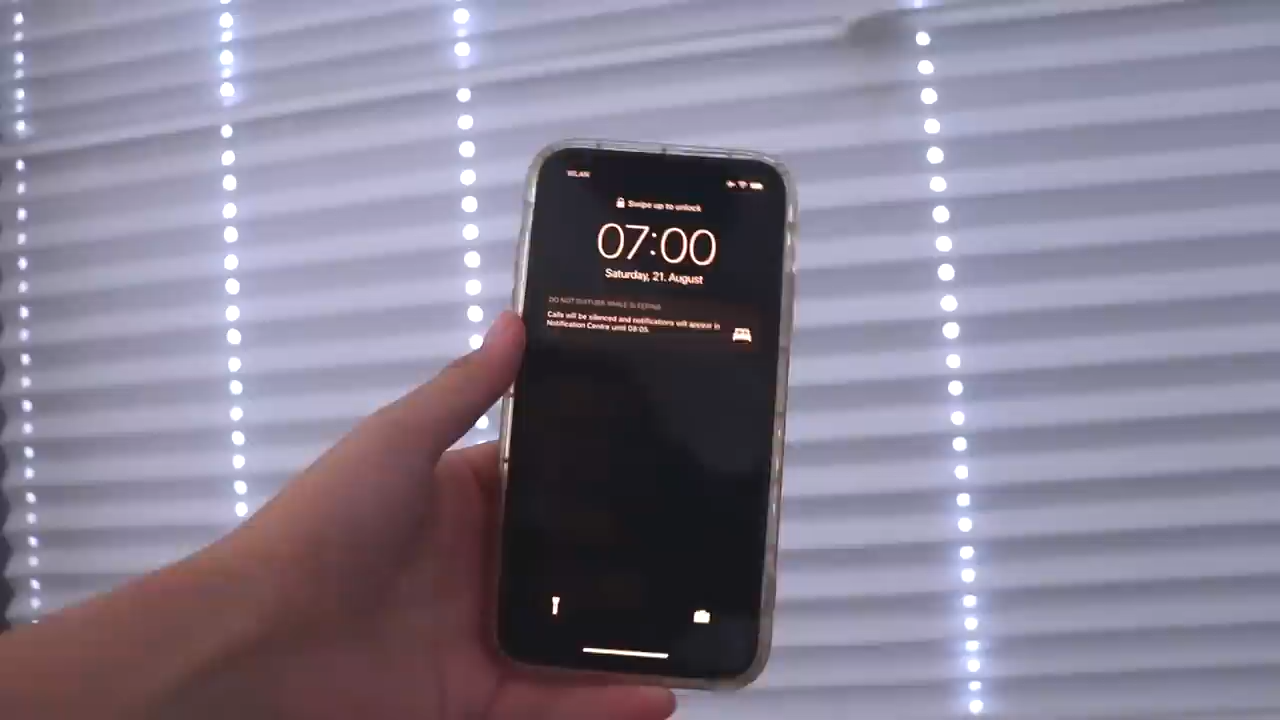 WLAN
Swipe up to unlock
07:00
Saturday, 21. August
DO NOT DISTURB WHILE SLEEPING
Calls will be silenced and notifications will appear in
Notification Centre until 08:05.